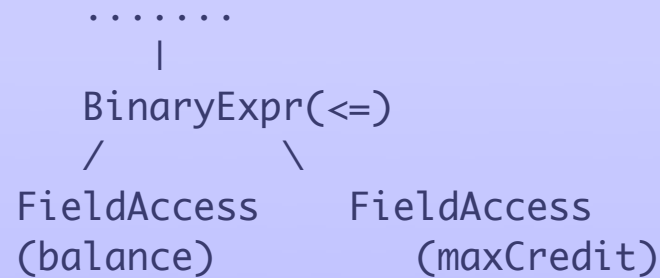 .......
|
BinaryExpr(<=)
/ \
FieldAccess FieldAccess
(balance) (maxCredit)